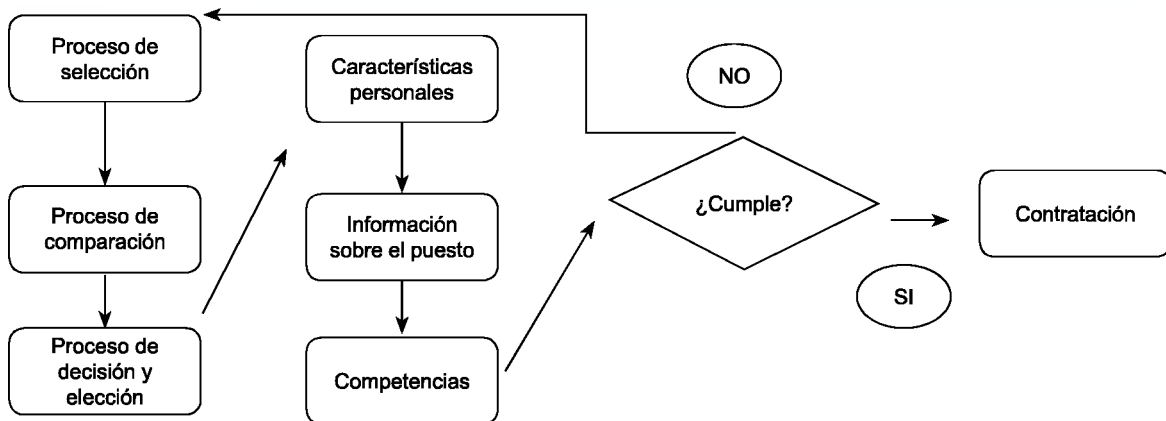 Proceso de
selección
Proceso de
comparación
Proceso de
decisión y
elección
Características
personales
Información
sobre el puesto
Competencias
¿Cumple?
NO
SI
Contratación